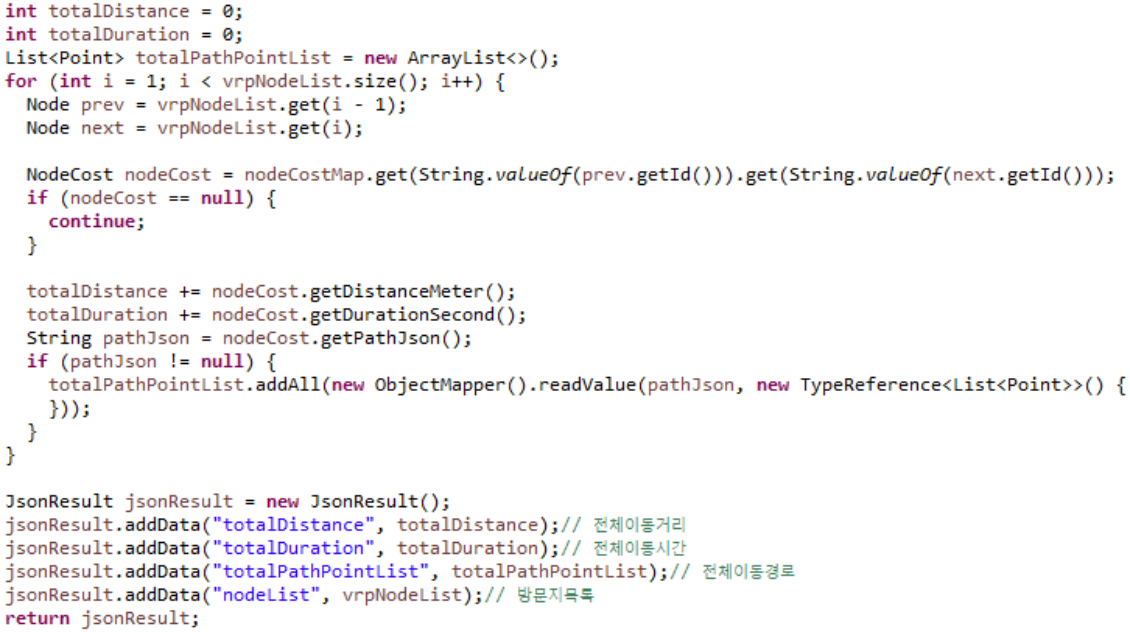 int totalDistance = 0;
int totalDuration = 0;
List<Point> totalPathPointList = new ArrayList<>();
for (int i = 1; i < vrpNodeList.size(); i++) {
  Node prev = vrpNodeList.get(i - 1);
  Node next = vrpNodeList.get(i);

  NodeCost nodeCost = nodeCostMap.get(String.valueOf(prev.getId())).get(String.valueOf(next.getId()));
  if (nodeCost == null) {
    continue;
  }

  totalDistance += nodeCost.getDistanceMeter();
  totalDuration += nodeCost.getDurationSecond();
  String pathJson = nodeCost.getPathJson();
  if (pathJson != null) {
    totalPathPointList.addAll(new ObjectMapper().readValue(pathJson, new TypeReference<List<Point>>() {
    }));
  }
}

JsonResult jsonResult = new JsonResult();
jsonResult.addData("totalDistance", totalDistance);// 전체이동거리
jsonResult.addData("totalDuration", totalDuration);// 전체이동시간
jsonResult.addData("totalPathPointList", totalPathPointList);// 전체이동경로
jsonResult.addData("nodeList", vrpNodeList);// 방문지목록
return jsonResult;